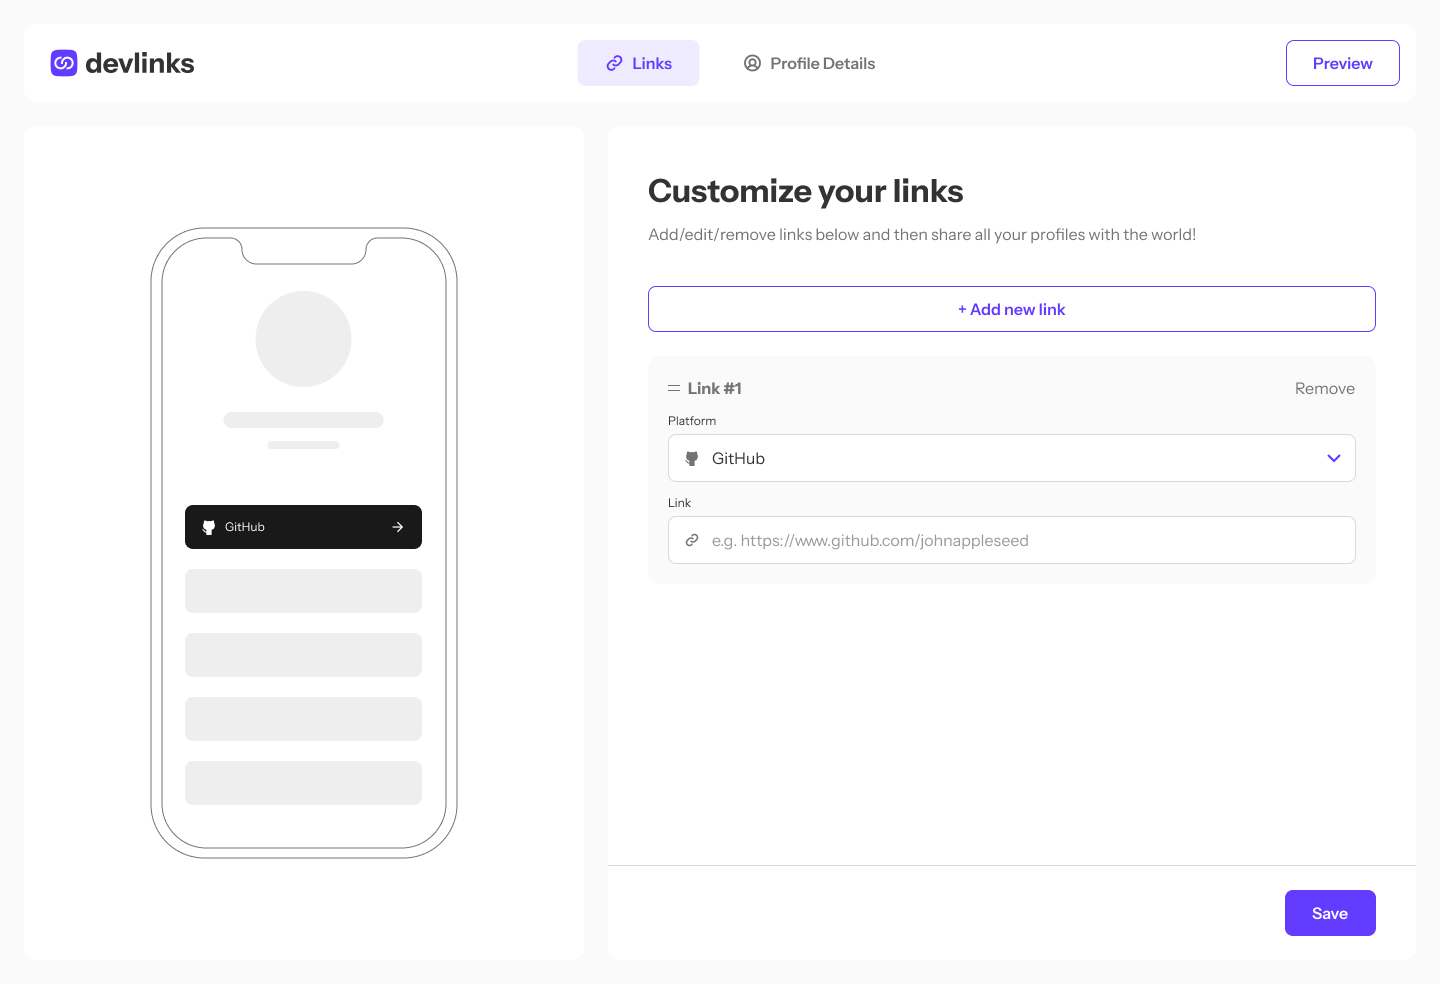 devlinks
Links
Profile Details
Preview
GitHub
Customize your links
Add/edit/remove links below and then share all your profiles with the world!
+ Add new link
Link #1
Remove
Platform
GitHub
Link
e.g. https://www.github.com/johnappleseed
Save